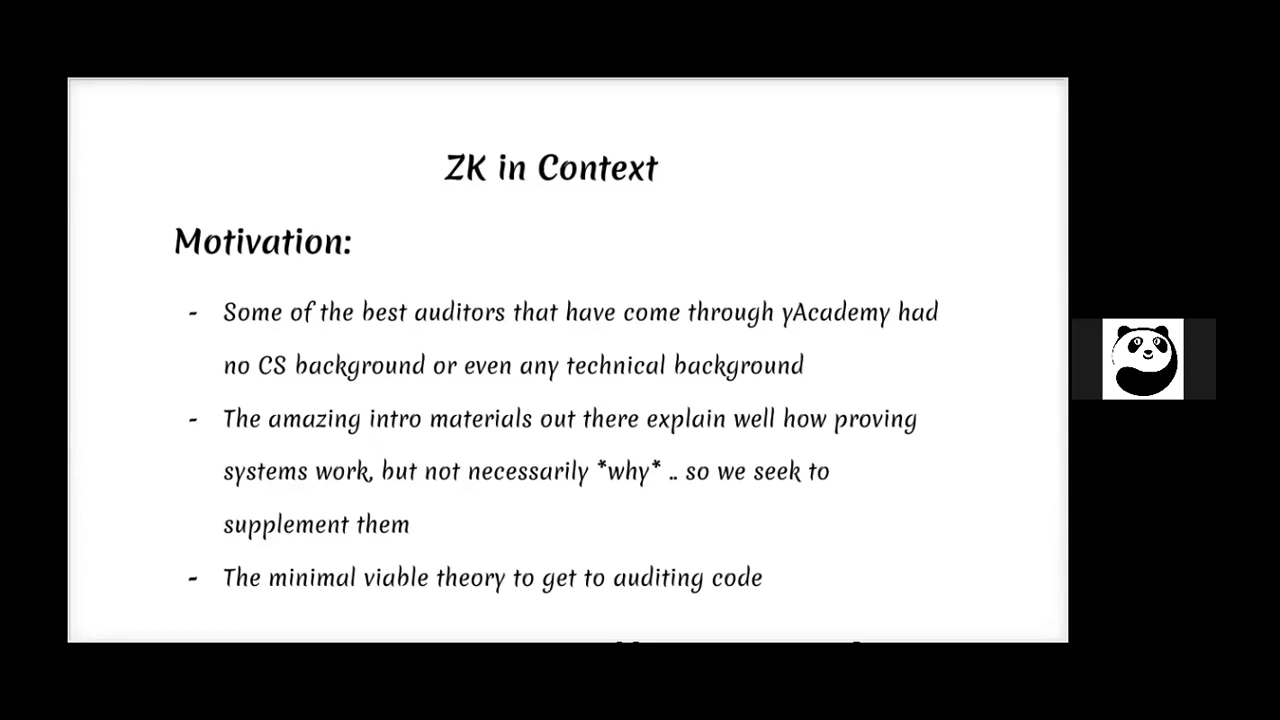 ZK in Context
Motivation:
- Some of the best auditors that have come through yAcademy had
no CS background or even any technical background
- The amazing intro materials out there explain well how proving
systems work, but not necessarily *why* .. so we seek to
supplement them
- The minimal viable theory to get to auditing code